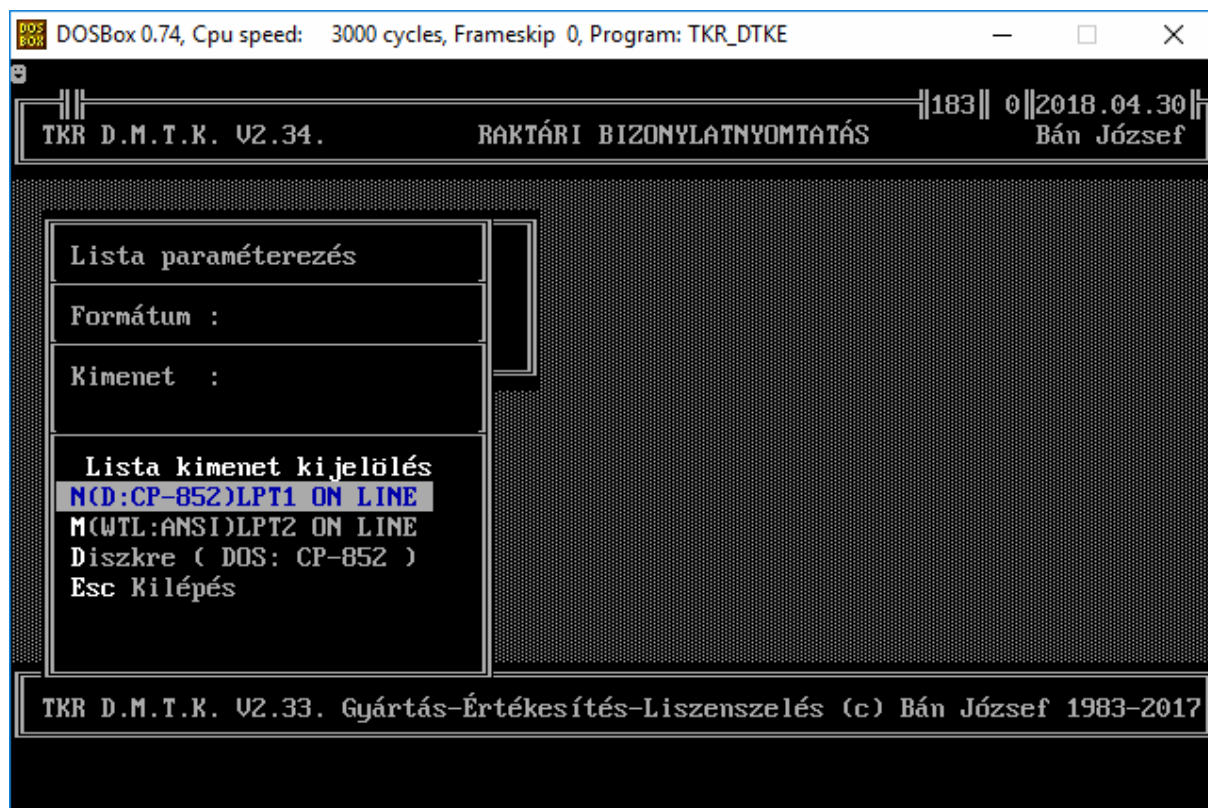 DOSBox 0.74, Cpu speed: 3000 cycles, Frameskip 0, Program: TKR_DTKE
183 0 2018.04.30
TKR D.M.T.K. V2.34. RAKTÁRI BIZONYLATNYOMTATÁS Bán József
Lista paraméterezés
Formátum :
Kimenet :
Lista kimenet kijelölés
N(D:CP-852)LPT1 ON LINE
M(WTL:ANSI)LPT2 ON LINE
Diszkre ( DOS: CP-852 )
Esc Kilépés
TKR D.M.T.K. V2.33. Gyártás-Értékesítés-Liszenszelés (c) Bán József 1983-2017